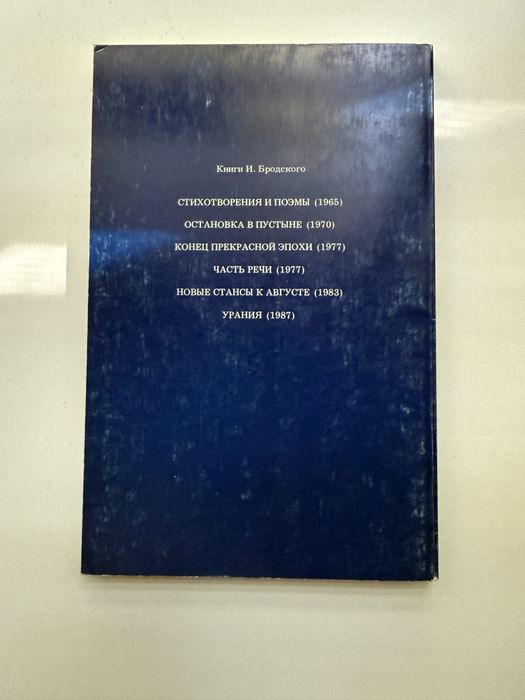 Книги И. Бродского
СТИХОТВОРЕНИЯ И ПОЭМЫ (1965)
ОСТАНОВКА В ПУСТЫНЕ (1970)
КОНЕЦ ПРЕКРАСНОЙ ЭПОХИ (1977)
ЧАСТЬ РЕЧИ (1977)
НОВЫЕ СТАНСЫ К АВГУСТЕ (1983)
УРАНИЯ (1987)